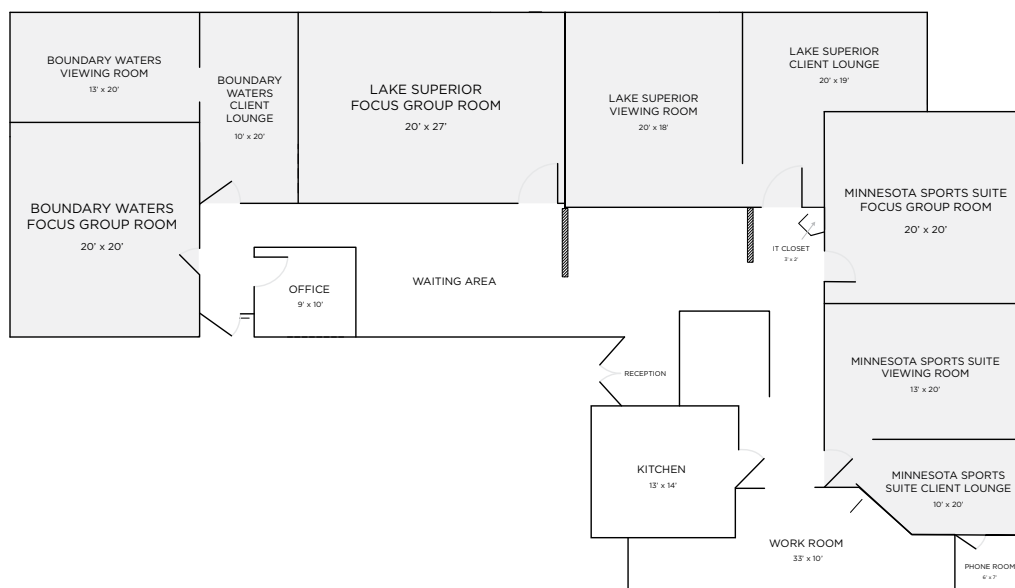 BOUNDARY WATERS
VIEWING ROOM
13' x 20'
BOUNDARY
WATERS
CLIENT
LOUNGE
10' x 20'
LAKE SUPERIOR
FOCUS GROUP ROOM
20' x 27'
LAKE SUPERIOR
VIEWING ROOM
20' x 18'
LAKE SUPERIOR
CLIENT LOUNGE
20' x 19'
BOUNDARY WATERS
FOCUS GROUP ROOM
20' x 20'
MINNESOTA SPORTS SUITE
FOCUS GROUP ROOM
20' x 20'
IT CLOSET
3' x 2'
OFFICE
9' x 10'
WAITING AREA
RECEPTION
MINNESOTA SPORTS SUITE
VIEWING ROOM
13' x 20'
KITCHEN
13' x 14'
MINNESOTA SPORTS
SUITE CLIENT LOUNGE
10' x 20'
WORK ROOM
33' x 10'
PHONE ROOM
6' x 7'